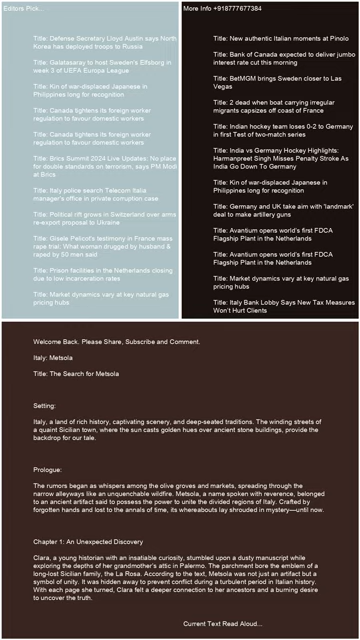 Editors Pick...
Title: Defense Secretary Lloyd Austin says North
Korea has deployed troops to Russia
Title: Galatasaray to host Sweden's Elfsborg in
week 3 of UEFA Europa League
Title: Kin of war-displaced Japanese in
Philippines long for recognition
Title: Canada tightens its foreign worker
regulation to favour domestic workers
Title: Canada tightens its foreign worker
regulation to favour domestic workers
Title: Brics Summit 2024 Live Updates: No place
for double standards on terrorism, says PM Modi
at Brics
Title: Italy police search Telecom Italia
manager's office in private corruption case
Title: Political rift grows in Switzerland over arms
re-export proposal to Ukraine
Title: Gisele Pelicot's testimony in France mass
rape trial: What women drugged by husband &
raped by 50 men said
Title: Prison facilities in the Netherlands closing
due to low incarceration rates
Title: Market dynamics vary at key natural gas
pricing hubs
More Info +918777677384
Title: New authentic Italian moments at Pinolo
Title: Bank of Canada expected to deliver jumbo
interest rate cut this morning
Title: BetMGM brings Sweden closer to Las
Vegas
Title: 2 dead when boat carrying irregular
migrants capsizes off coast of France
Title: Indian hockey team loses 0-2 to Germany
in first Test of two-match series
Title: India vs Germany Hockey Highlights:
Harmanpreet Singh Misses Penalty Stroke As
India Go Down To Germany
Title: Kin of war-displaced Japanese in
Philippines long for recognition
Title: Germany and UK take aim with 'landmark'
deal to make artillery guns
Title: Avantium opens world's first FDCA
Flagship Plant in the Netherlands
Title: Avantium opens world's first FDCA
Flagship Plant in the Netherlands
Title: Market dynamics vary at key natural gas
pricing hubs
Title: Italy Bank Lobby Says New Tax Measures
Won't Hurt Clients
Welcome Back. Please Share, Subscribe and Comment.
Italy: Metsola
Title: The Search for Metsola
Setting:
Italy, a land of rich history, captivating scenery, and deep-seated traditions. The winding streets of
a quaint Sicilian town, where the sun casts golden hues over ancient stone buildings, provide the
backdrop for our tale.
Prologue:
The rumors began as whispers among the olive groves and markets, spreading through the
narrow alleyways like an unquenchable wildfire. Metsola, a name spoken with reverence, belonged
to an ancient artifact said to possess the power to unite the divided regions of Italy. Crafted by
forgotten hands and lost to the annals of time, its whereabouts lay shrouded in mystery—until now.
Chapter 1: An Unexpected Discovery
Clara, a young historian with an insatiable curiosity, stumbled upon a dusty manuscript while
exploring the depths of her grandmother's attic in Palermo. The parchment bore the emblem of a
long-lost Sicilian family, the La Rosa. According to the text, Metsola was not just an artifact but a
symbol of unity. It was hidden away to prevent conflict during a turbulent period in Italian history.
With each page she turned, Clara felt a deeper connection to her ancestors and a burning desire
to uncover the truth.
Current Text Read Aloud...